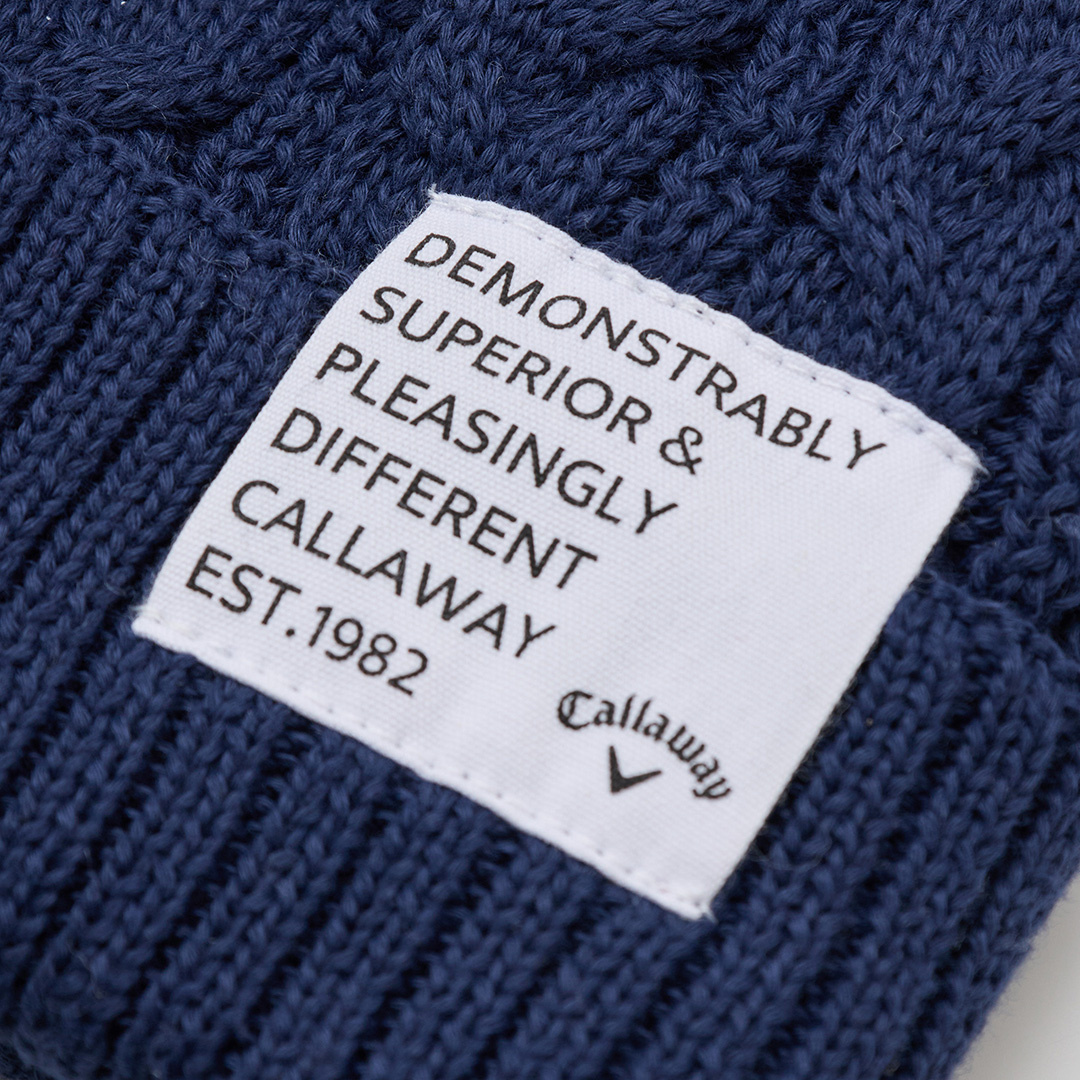 DEMONSTRABLY
SUPERIOR &
PLEASINGLY
DIFFERENT
CALLAWAY
EST.1982
Callaway